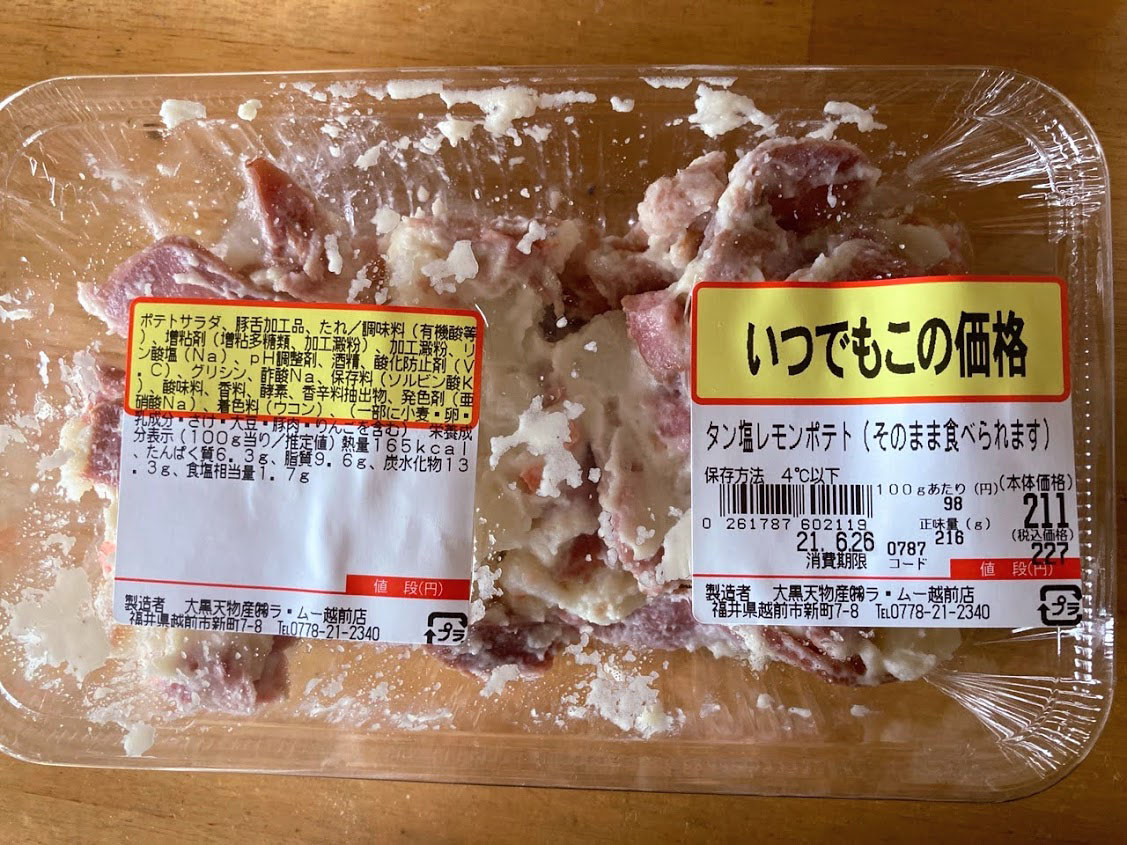 ポテトサラダ、豚舌加工品、たれ／調味料（有機酸等
）、増粘剤（増粘多糖類、加工澱粉）、加工澱粉、リ
ン酸塩（Na）、pH調整剤、酒精、酸化防止剤（V
．C）、グリシン、酢酸Na、保存料（ソルビン酸K
）、酸味料、香料、酵素、香辛料抽出物、発色剤（亜
硝酸Na）、着色料（ウコン）、（一部に小麦・卵・
乳成分・さけ・大豆・豚肉・りんごを含む） 栄養成
分表示（100g当り／推定値）熱量165kcal
、たんぱく質6．3g、脂質9．6g、炭水化物13
．3g、食塩相当量1．7g
値 段(円)
製造者 大黒天物産㈱ラ・ムー越前店
福井県越前市新町7-8 ℡0778-21-2340
プラ
いつでもこの価格
タン塩レモンポテト（そのまま食べられます）
保存方法 4℃以下
100gあたり（円）
98
(本体価格)
211
0 261787 602119
正味量（g）
216
(税込価格)
227
21.6.26
消費期限
0787
コード
値 段(円)
製造者 大黒天物産㈱ラ・ムー越前店
福井県越前市新町7-8 ℡0778-21-2340
プラ